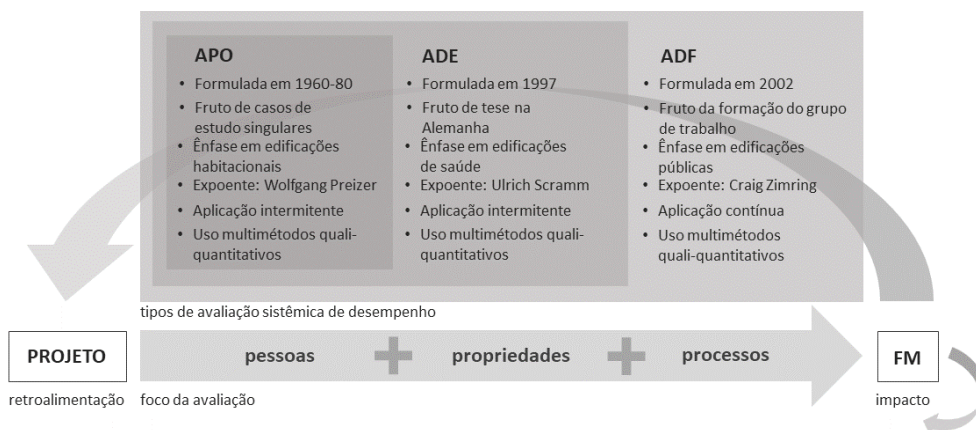 APO
• Formulada em 1960-80
• Fruto de casos de
estudo singulares
• Ênfase em edificações
habitacionais
• Expoente: Wolfgang Preizer
• Aplicação intermitente
• Uso multimétodos quali-
quantitativos
ADE
• Formulada em 1997
• Fruto de tese na
Alemanha
• Ênfase em edificações
de saúde
• Expoente: Ulrich Scramm
• Aplicação intermitente
• Uso multimétodos quali-
quantitativos
ADF
• Formulada em 2002
• Fruto da formação do grupo
de trabalho
• Ênfase em edificações
públicas
• Expoente: Craig Zimring
• Aplicação contínua
• Uso multimétodos
quali-quantitativos
tipos de avaliação sistêmica de desempenho
PROJETO
pessoas + propriedades + processos
FM
retroalimentação
foco da avaliação
impacto